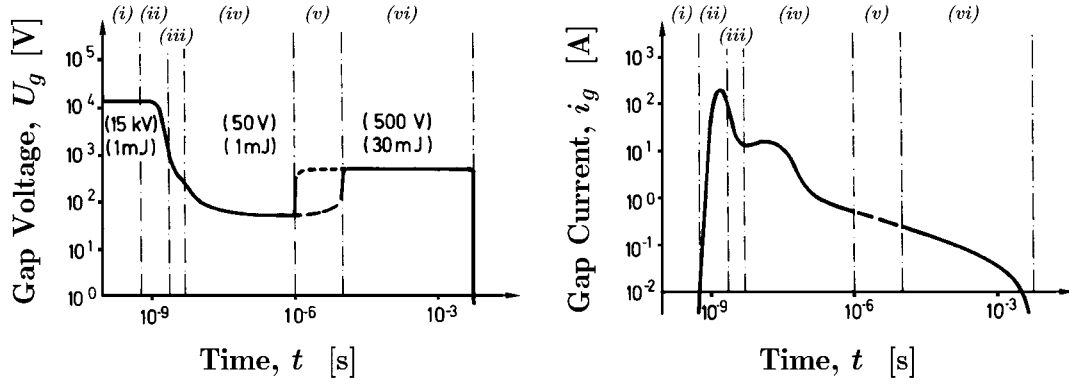 (i) (ii) (iii) (iv) (v) (vi)
Gap Voltage, U_g [V]
10^5
10^4
10^3
10^2
10^1
10^0
(15 kV)
(1mJ)
(50V)
(1mJ)
(500 V)
(30mJ)
10^-9 10^-6 10^-3
Time, t [s]
(i) (ii) (iii) (iv) (v) (vi)
Gap Current, i_g [A]
10^3
10^2
10^1
10^0
10^-1
10^-2
10^-9 10^-6 10^-3
Time, t [s]